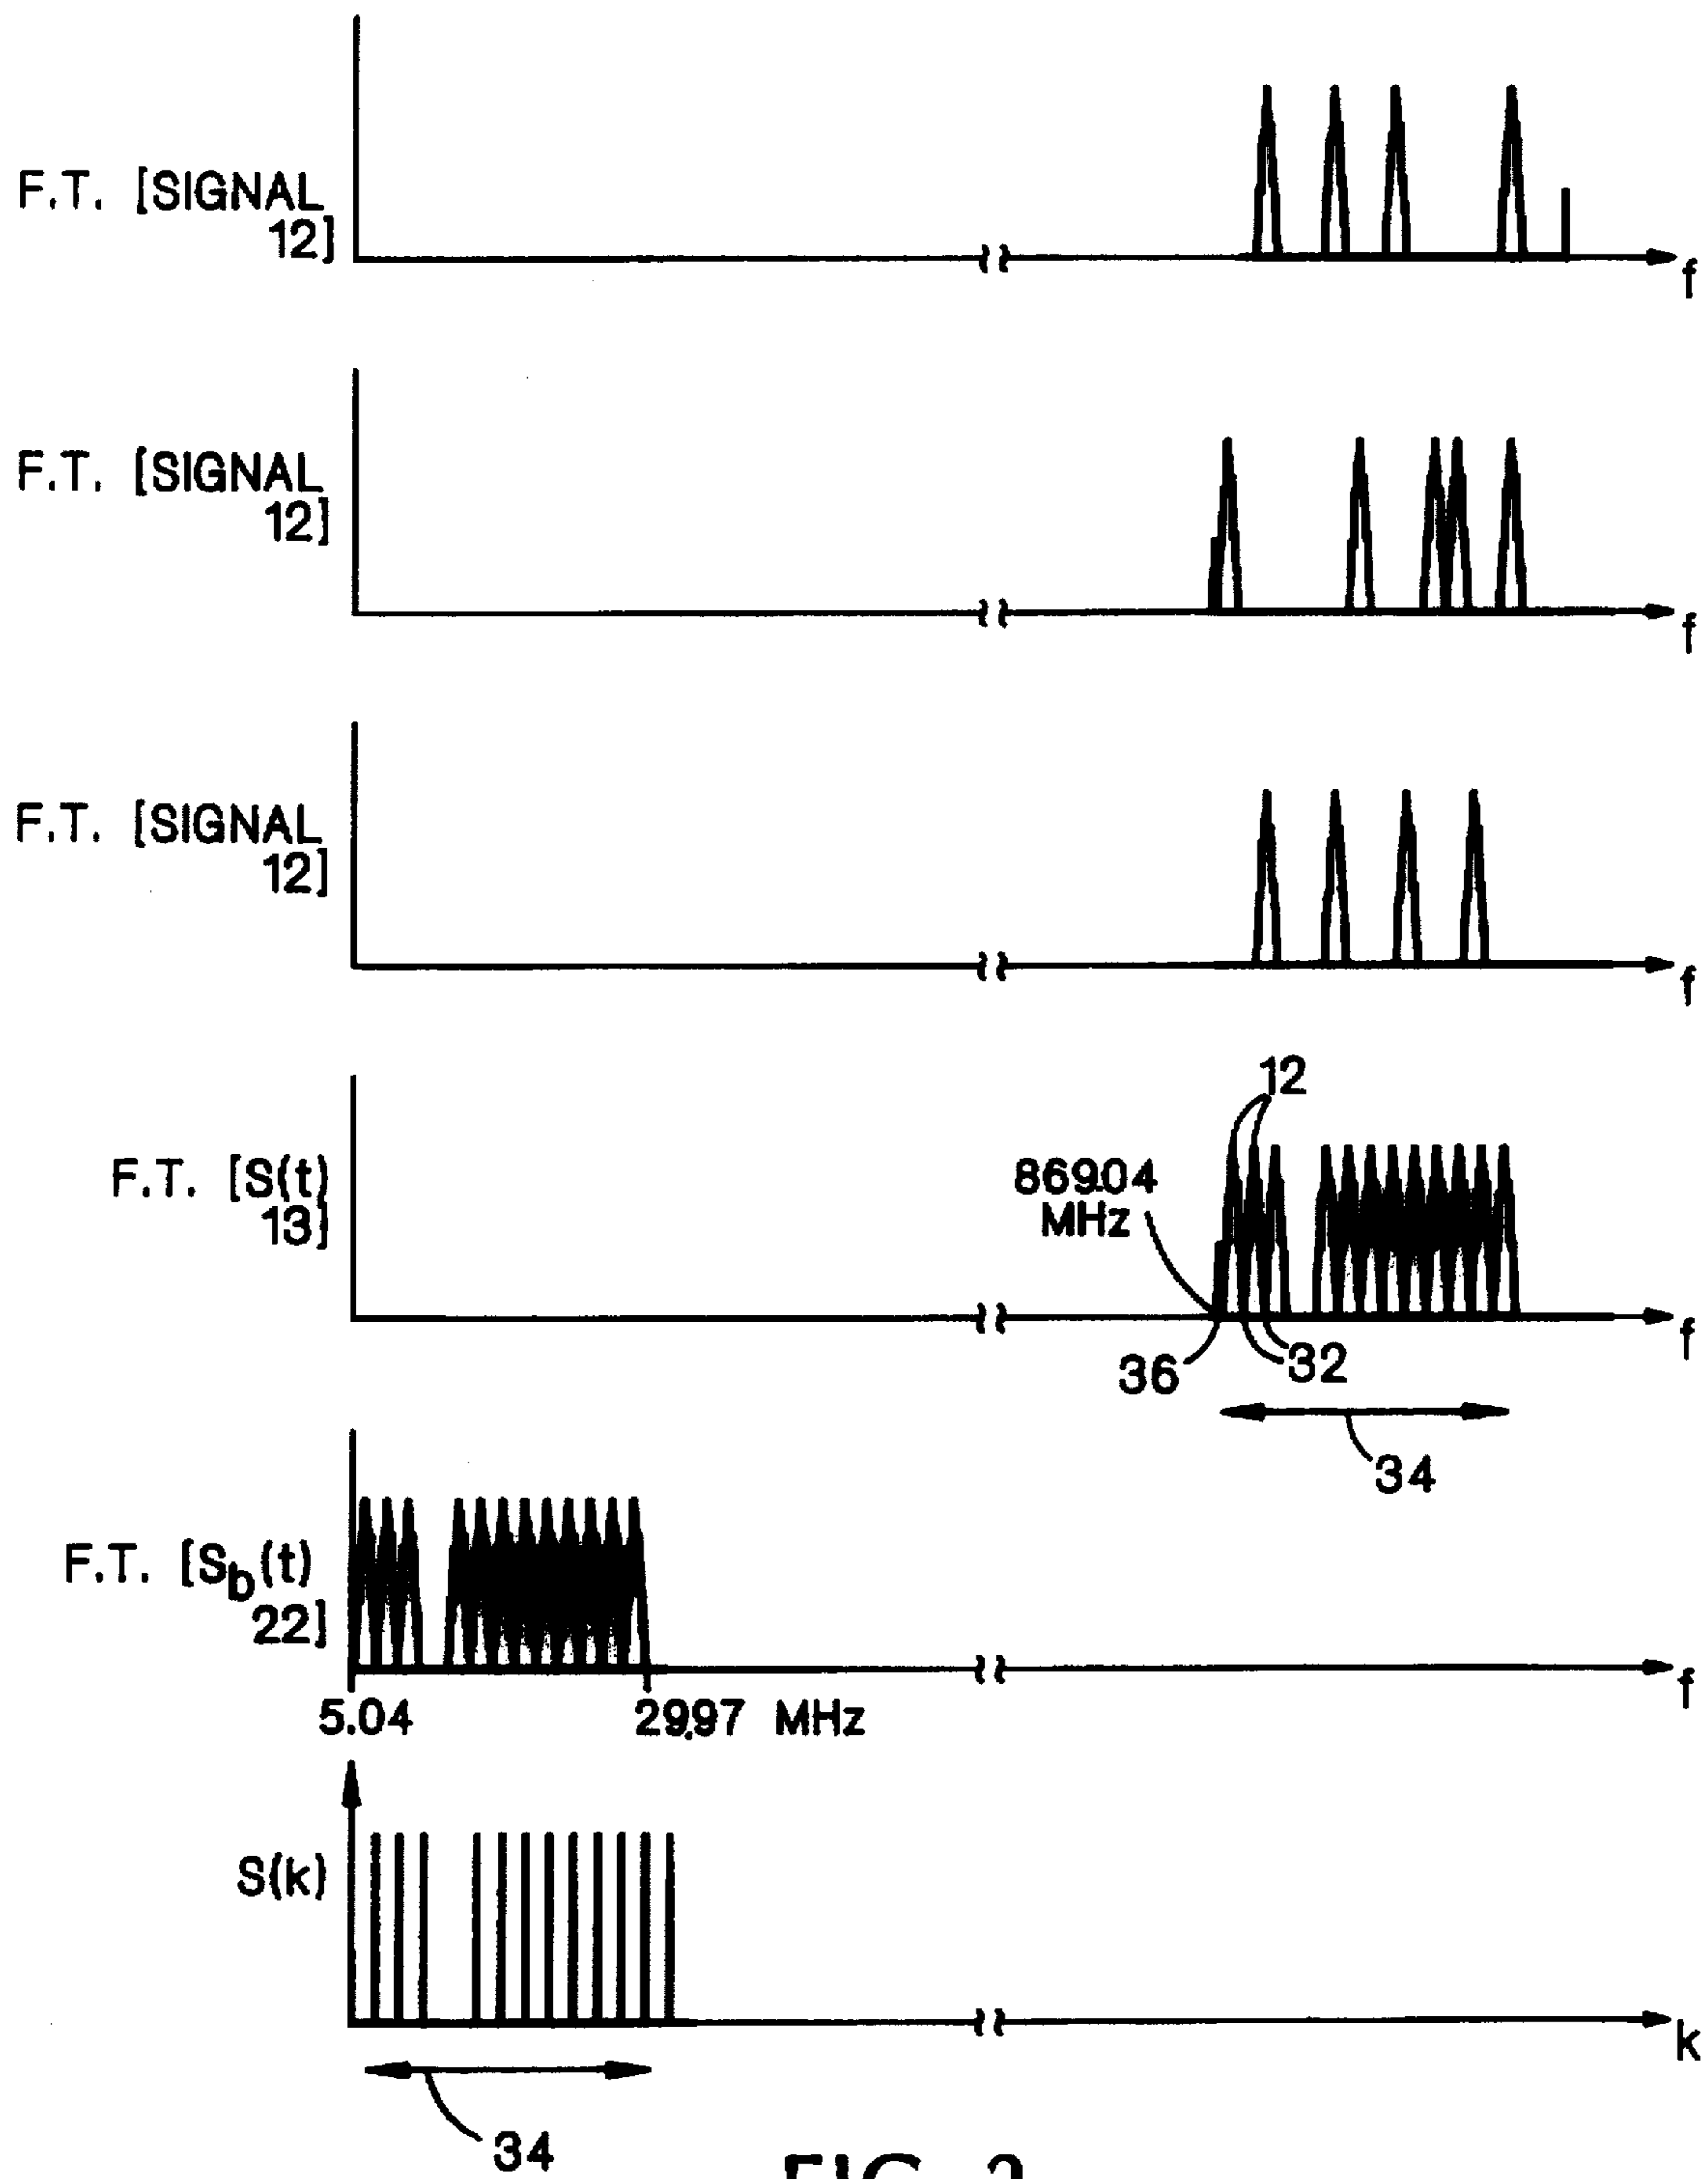 F.T. [SIGNAL
12]
f
F.T. [SIGNAL
12]
f
F.T. [SIGNAL
12]
f
12
F.T. [S(t)
13]
869.04
MHz
f
36
32
34
F.T. [Sb(t)
22]
f
5.04
29.97 MHz
S(k)
k
34